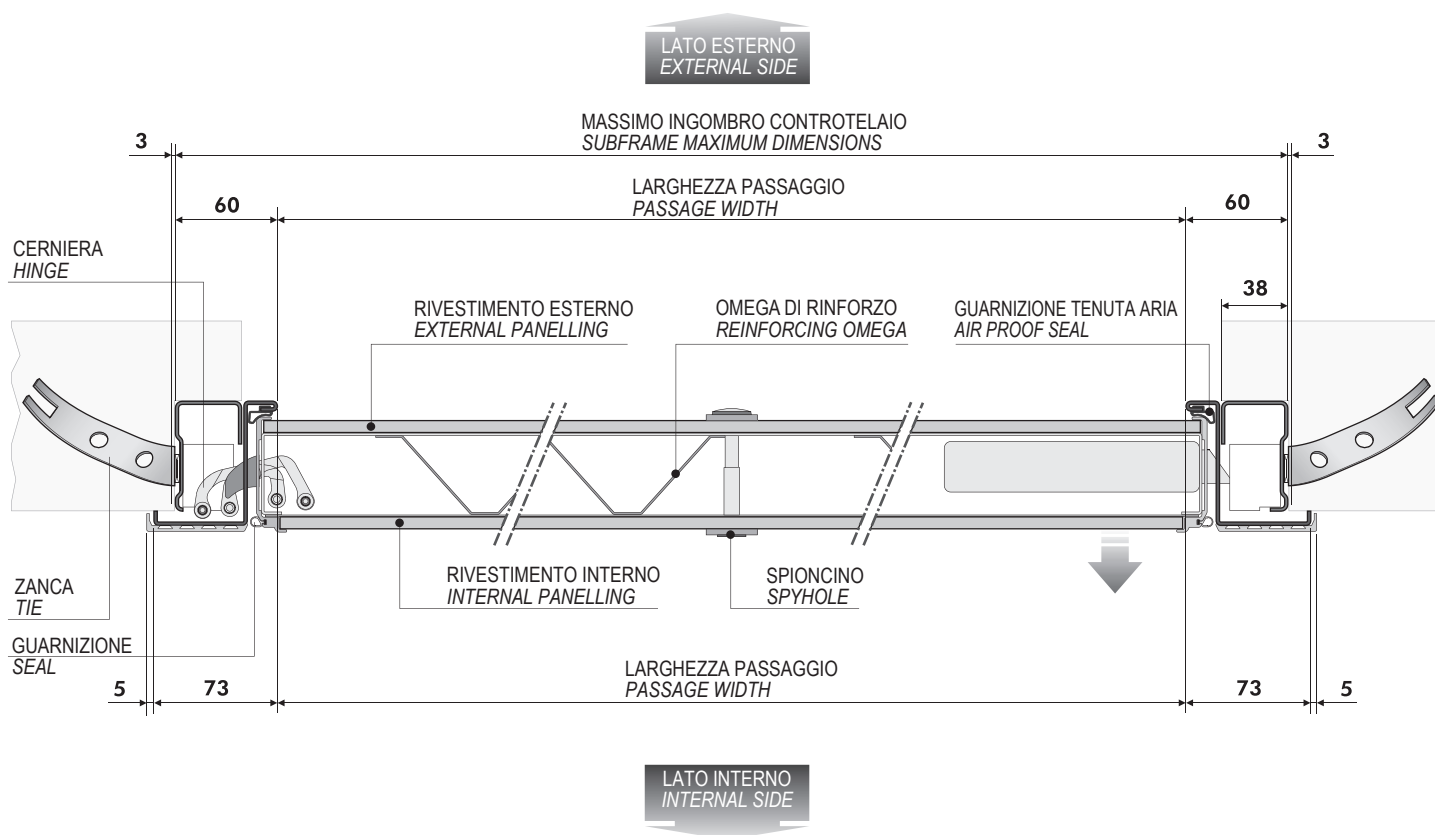 LATO ESTERNO
EXTERNAL SIDE
MASSIMO INGOMBRO CONTROTELAIO
SUBFRAME MAXIMUM DIMENSIONS
3
3
LARGHEZZA PASSAGGIO
PASSAGE WIDTH
60
60
CERNIERA
HINGE
38
RIVESTIMENTO ESTERNO
EXTERNAL PANELLING
OMEGA DI RINFORZO
REINFORCING OMEGA
GUARNIZIONE TENUTA ARIA
AIR PROOF SEAL
RIVESTIMENTO INTERNO
INTERNAL PANELLING
SPIONCINO
SPYHOLE
ZANCA
TIE
GUARNIZIONE
SEAL
LARGHEZZA PASSAGGIO
PASSAGE WIDTH
5
73
73
5
LATO INTERNO
INTERNAL SIDE